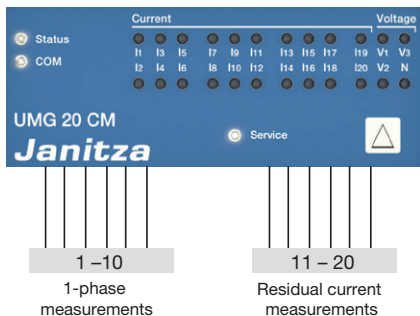 Current Voltage
Status
COM
I1 I3 I5 I7 I9 I11 I13 I15 I17 I19 V1 V3
I2 I4 I6 I8 I10 I12 I14 I16 I18 I20 V2 N
UMG 20 CM
Service
Janitza
1 –10 11 – 20
1-phase Residual current
measurements measurements